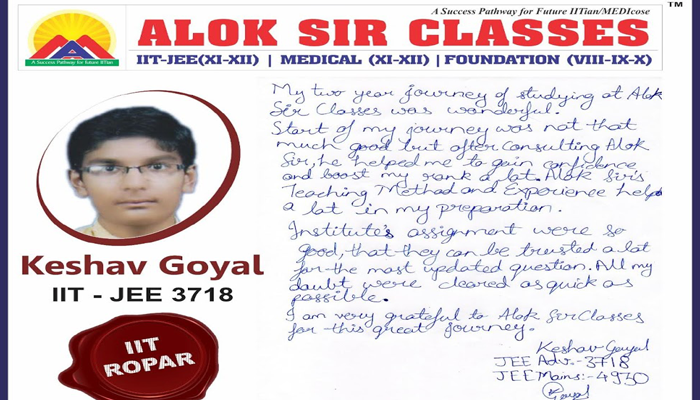 A Success Pathway for Future IITian/MEDIcose
TM
ALOK SIR CLASSES
A Success Pathway for Future IITian
IIT-JEE(XI-XII) | MEDICAL (XI-XII) | FOUNDATION (VIII-IX-X)
My two year journey of studying at Alok
Sir Classes was wonderful.
Start of my journey was not that
much good but after consulting Alok
Sir, he helped me to gain confidence
and boost my rank a lot. Alok Sir's
Teaching Method and Experience help
a lot in my preparation.
Institute's assignment were so
good, that they can be trusted a lot
for the most updated question. All my
doubt were cleared as quick as
possible.
I am very grateful to Alok Sir Classes
for this great journey.
Keshav Goyal
JEE Adv:-3718
JEE Mains:-4930
Goyal
Keshav Goyal
IIT - JEE 3718
IIT
ROPAR